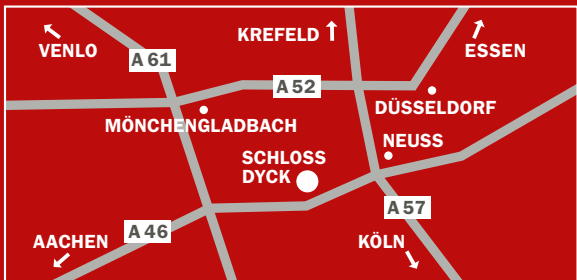 KREFELD
VENLO
ESSEN
A 61
A 52
DÜSSELDORF
MÖNCHENGLADBACH
NEUSS
SCHLOSS
DYCK
A 57
A 46
AACHEN
KÖLN